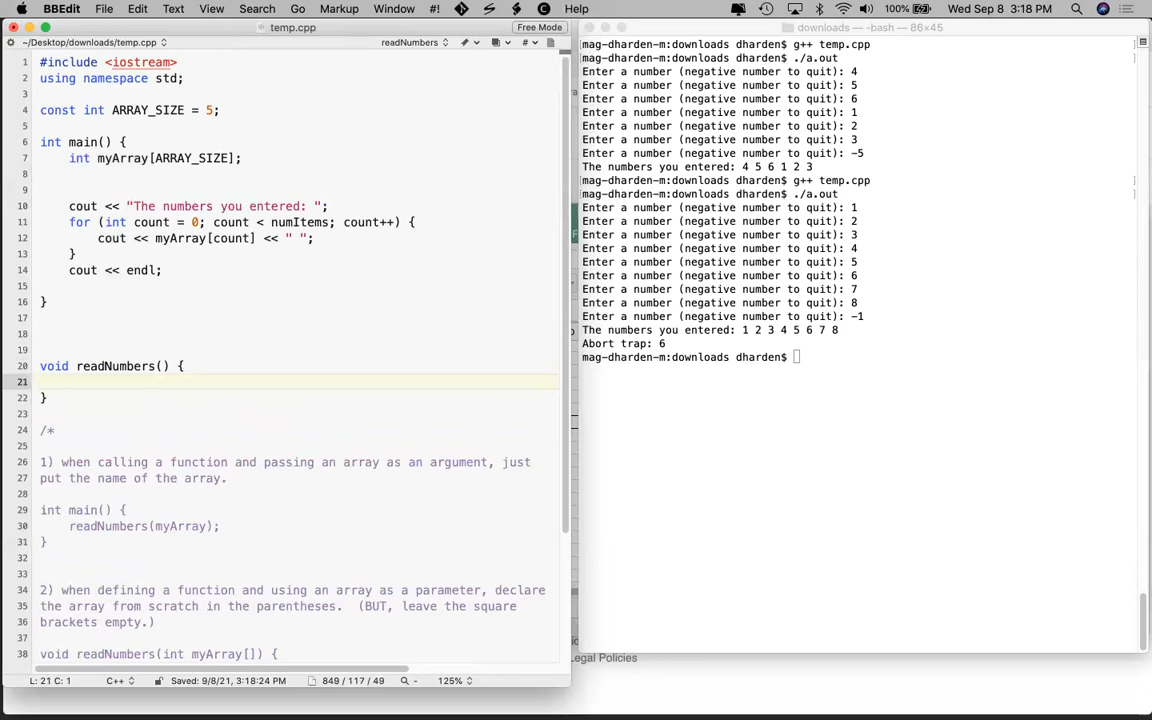 BBEdit File Edit Text View Search Go Markup Window #! Help 100% Wed Sep 8 3:18 PM
temp.cpp Free Mode
~/Desktop/downloads/temp.cpp readNumbers #
1 #include <iostream>
2 using namespace std;
3
4 const int ARRAY_SIZE = 5;
5
6 int main() {
7 int myArray[ARRAY_SIZE];
8
9
10 cout << "The numbers you entered: ";
11 for (int count = 0; count < numItems; count++) {
12 cout << myArray[count] << " ";
13 }
14 cout << endl;
15
16 }
17
18
19
20 void readNumbers() {
21
22 }
23
24 /*
25
26 1) when calling a function and passing an array as an argument, just
27 put the name of the array.
28
29 int main() {
30 readNumbers(myArray);
31 }
32
33
34 2) when defining a function and using an array as a parameter, declare
35 the array from scratch in the parentheses. (BUT, leave the square
36 brackets empty.)
37
38 void readNumbers(int myArray[]) {
L: 21 C: 1 C++ Saved: 9/8/21, 3:18:24 PM 849 / 117 / 49 125%
downloads — -bash — 86×45
mag-dharden-m:downloads dharden$ g++ temp.cpp
mag-dharden-m:downloads dharden$ ./a.out
Enter a number (negative number to quit): 4
Enter a number (negative number to quit): 5
Enter a number (negative number to quit): 6
Enter a number (negative number to quit): 1
Enter a number (negative number to quit): 2
Enter a number (negative number to quit): 3
Enter a number (negative number to quit): -5
The numbers you entered: 4 5 6 1 2 3
mag-dharden-m:downloads dharden$ g++ temp.cpp
mag-dharden-m:downloads dharden$ ./a.out
Enter a number (negative number to quit): 1
Enter a number (negative number to quit): 2
Enter a number (negative number to quit): 3
Enter a number (negative number to quit): 4
Enter a number (negative number to quit): 5
Enter a number (negative number to quit): 6
Enter a number (negative number to quit): 7
Enter a number (negative number to quit): 8
Enter a number (negative number to quit): -1
The numbers you entered: 1 2 3 4 5 6 7 8
Abort trap: 6
mag-dharden-m:downloads dharden$
Legal Policies